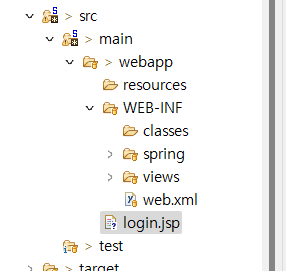 > src
> main
> webapp
resources
WEB-INF
classes
spring
views
web.xml
login.jsp
> test
> target